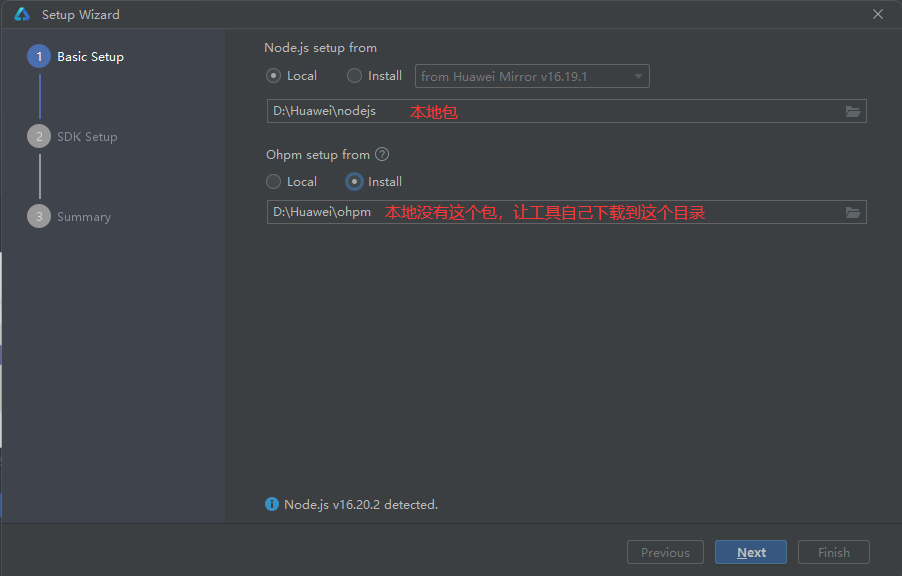 Setup Wizard
1 Basic Setup
2 SDK Setup
3 Summary
Node.js setup from
Local Install from Huawei Mirror v16.19.1
D:\Huawei\nodejs 本地包
Ohpm setup from ?
Local Install
D:\Huawei\ohpm 本地没有这个包，让工具自己下载到这个目录
Node.js v16.20.2 detected.
Previous Next Finish